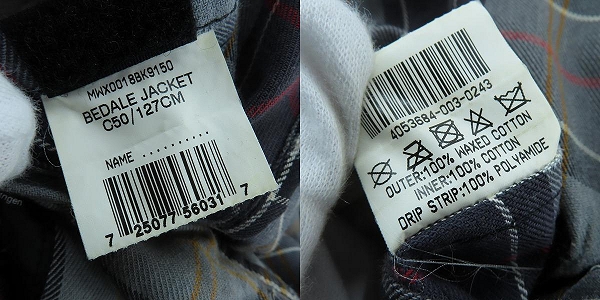 MWX0018BK9150
BEDALE JACKET
C50/127CM
NAME ..........
7 25077 56031 7
4053684-003-0243
OUTER:100% WAXED COTTON
INNER:100% COTTON
DRIP STRIP:100% POLYAMIDE